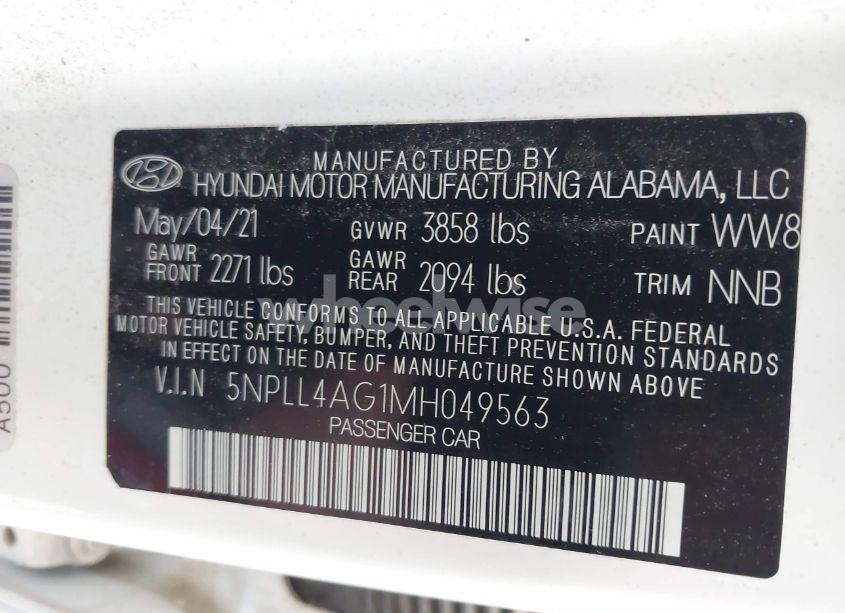 MANUFACTURED BY
HYUNDAI MOTOR MANUFACTURING ALABAMA, LLC
May/04/21 GVWR 3858 lbs PAINT WW8
GAWR FRONT 2271 lbs GAWR REAR 2094 lbs TRIM NNB
THIS VEHICLE CONFORMS TO ALL APPLICABLE U.S.A. FEDERAL
MOTOR VEHICLE SAFETY, BUMPER, AND THEFT PREVENTION STANDARDS
IN EFFECT ON THE DATE OF MANUFACTURE SHOWN ABOVE
V.I.N 5NPLL4AG1MH049563
PASSENGER CAR
A500
wheelwise